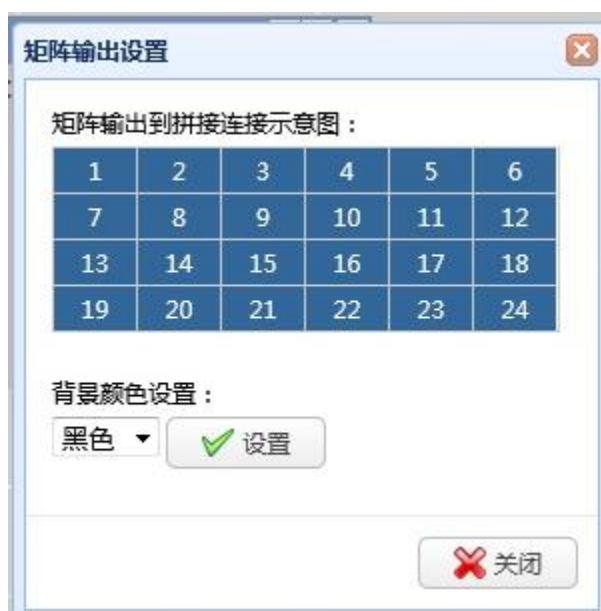 矩阵输出设置
矩阵输出到拼接连接示意图：
1 2 3 4 5 6
7 8 9 10 11 12
13 14 15 16 17 18
19 20 21 22 23 24
背景颜色设置：
黑色 设置
关闭